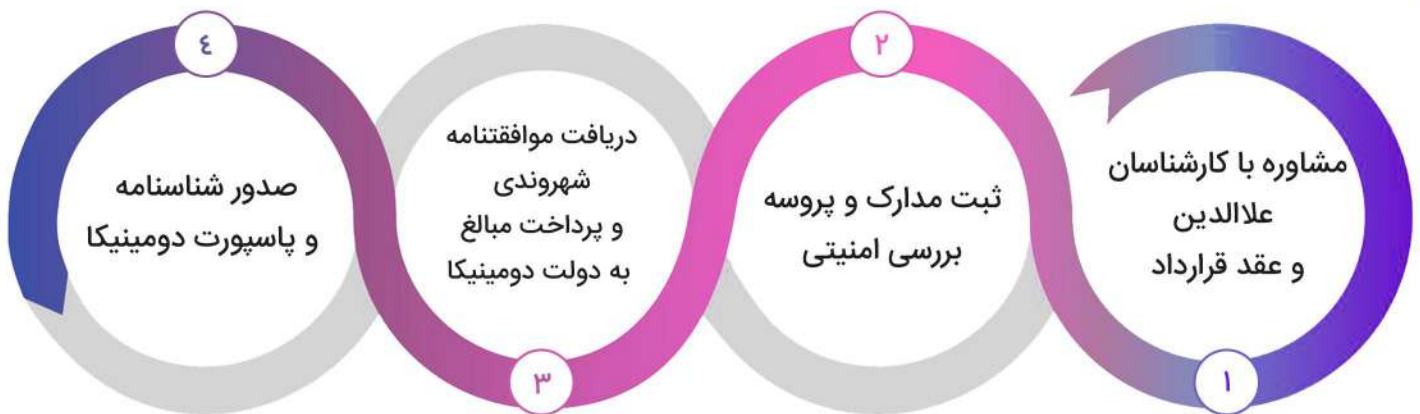 ۱
مشاوره با کارشناسان
علاالدین
و عقد قرارداد
۲
ثبت مدارک و پروسه
بررسی امنیتی
۳
دریافت موافقتنامه
شهروندی
و پرداخت مبالغ
به دولت دومینیکا
٤
صدور شناسنامه
و پاسپورت دومینیکا